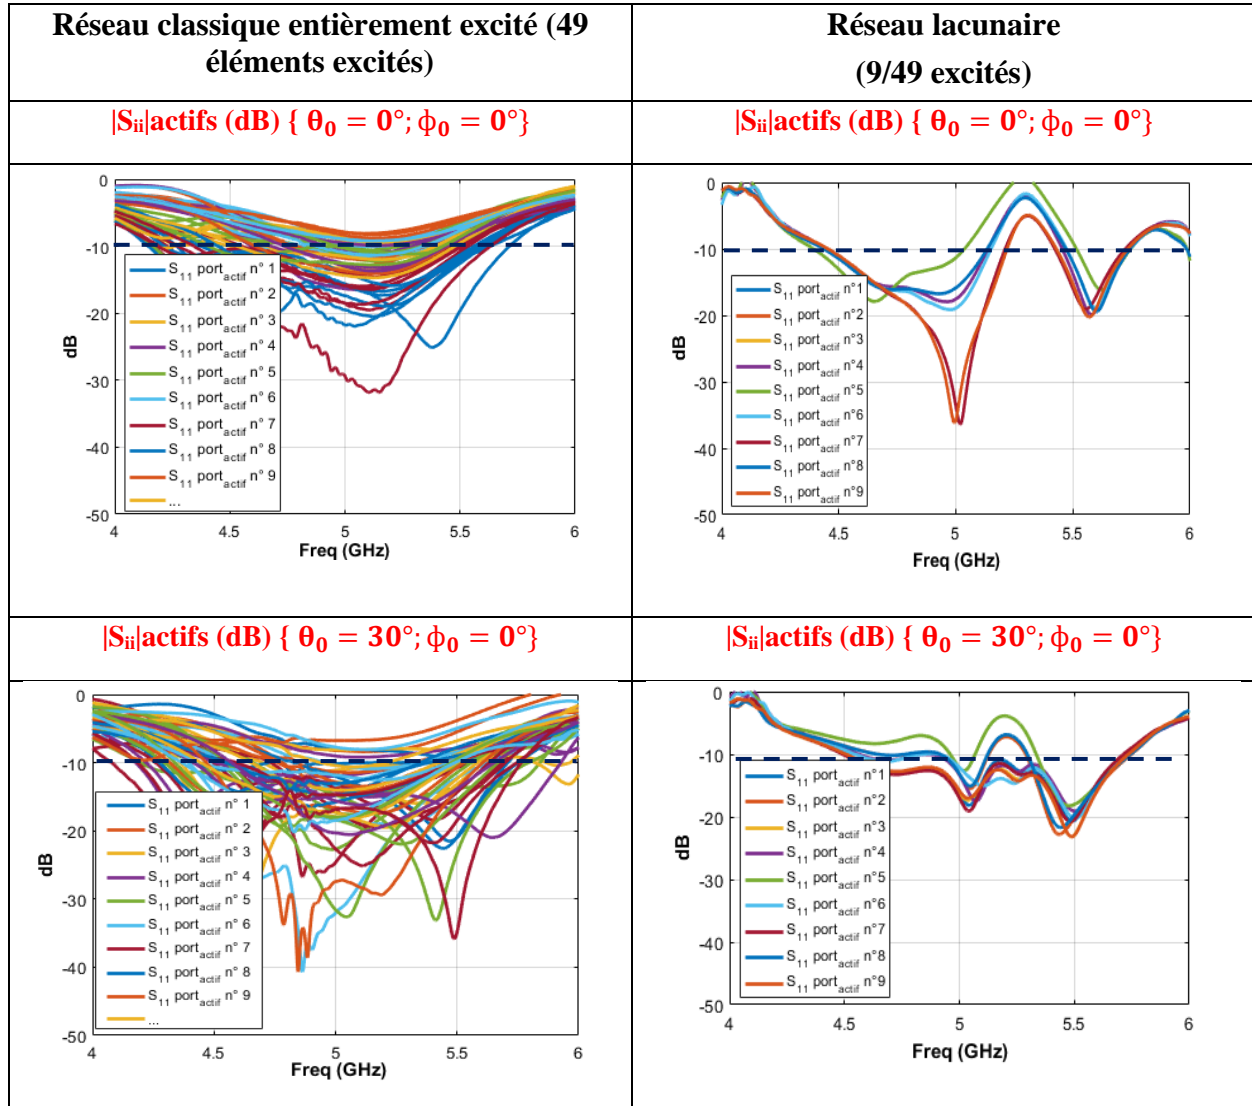 Réseau classique entièrement excité (49
éléments excités)
Réseau lacunaire
(9/49 excités)
|Sii|actifs (dB) { θ0 = 0°; ϕ0 = 0°}
|Sii|actifs (dB) { θ0 = 0°; ϕ0 = 0°}
0
-10
-20
-30
-40
-50
dB
S11 portactif n° 1
S11 portactif n° 2
S11 portactif n° 3
S11 portactif n° 4
S11 portactif n° 5
S11 portactif n° 6
S11 portactif n° 7
S11 portactif n° 8
S11 portactif n° 9
...
4
4.5
5
5.5
6
Freq (GHz)
0
-10
-20
-30
-40
-50
dB
S11 portactif n°1
S11 portactif n°2
S11 portactif n°3
S11 portactif n°4
S11 portactif n°5
S11 portactif n°6
S11 portactif n°7
S11 portactif n°8
S11 portactif n°9
4
4.5
5
5.5
6
Freq (GHz)
|Sii|actifs (dB) { θ0 = 30°; ϕ0 = 0°}
|Sii|actifs (dB) { θ0 = 30°; ϕ0 = 0°}
0
-10
-20
-30
-40
-50
dB
S11 portactif n° 1
S11 portactif n° 2
S11 portactif n° 3
S11 portactif n° 4
S11 portactif n° 5
S11 portactif n° 6
S11 portactif n° 7
S11 portactif n° 8
S11 portactif n° 9
...
4
4.5
5
5.5
6
Freq (GHz)
0
-10
-20
-30
-40
-50
dB
S11 portactif n°1
S11 portactif n°2
S11 portactif n°3
S11 portactif n°4
S11 portactif n°5
S11 portactif n°6
S11 portactif n°7
S11 portactif n°8
S11 portactif n°9
4
4.5
5
5.5
6
Freq (GHz)